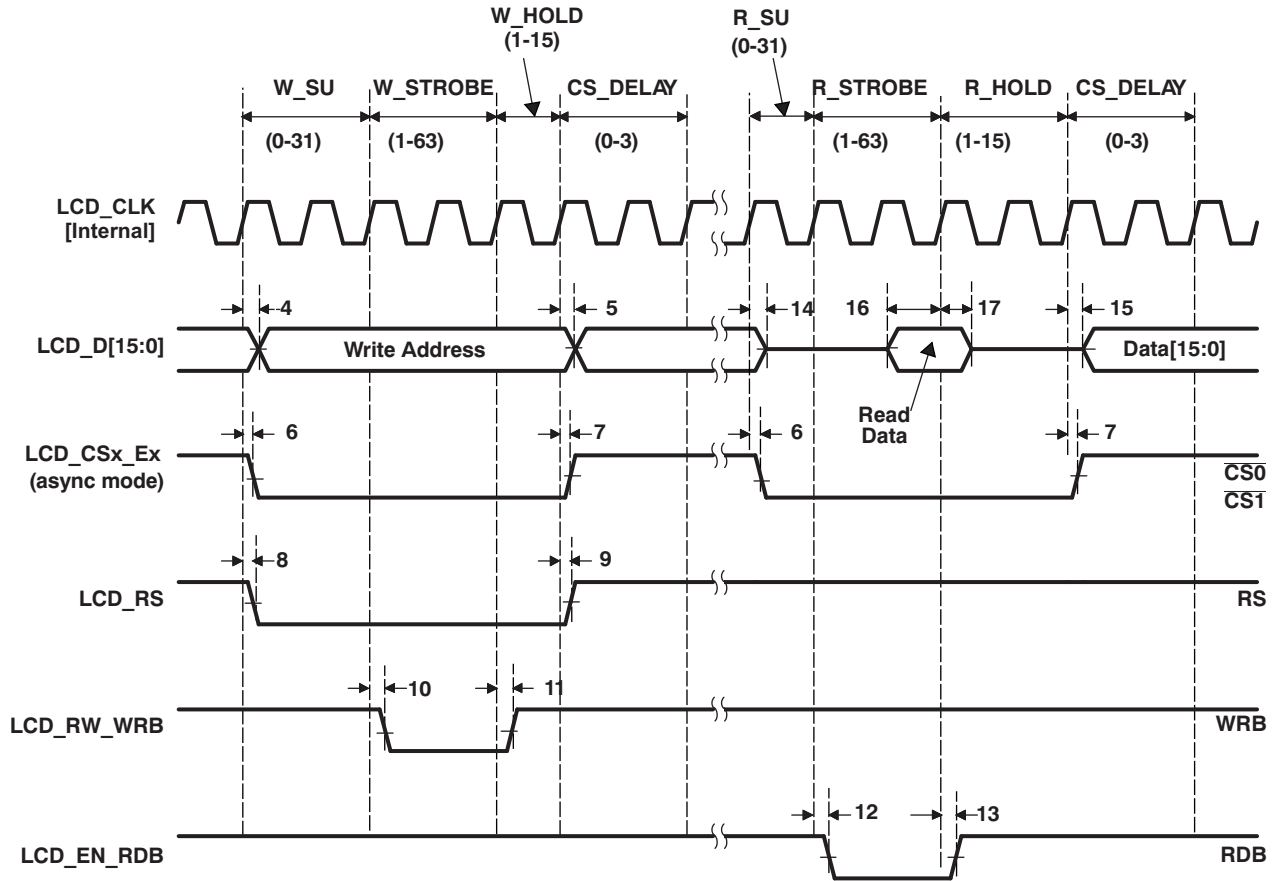 W_HOLD
(1-15)
R_SU
(0-31)
W_SU
W_STROBE
CS_DELAY
R_STROBE
R_HOLD
CS_DELAY
(0-31)
(1-63)
(0-3)
(1-63)
(1-15)
(0-3)
LCD_CLK
[Internal]
4
5
14
16
17
15
LCD_D[15:0]
Write Address
Data[15:0]
Read
Data
6
7
6
7
LCD_CSx_Ex
(async mode)
CS0
CS1
8
9
LCD_RS
RS
10
11
LCD_RW_WRB
WRB
12
13
LCD_EN_RDB
RDB